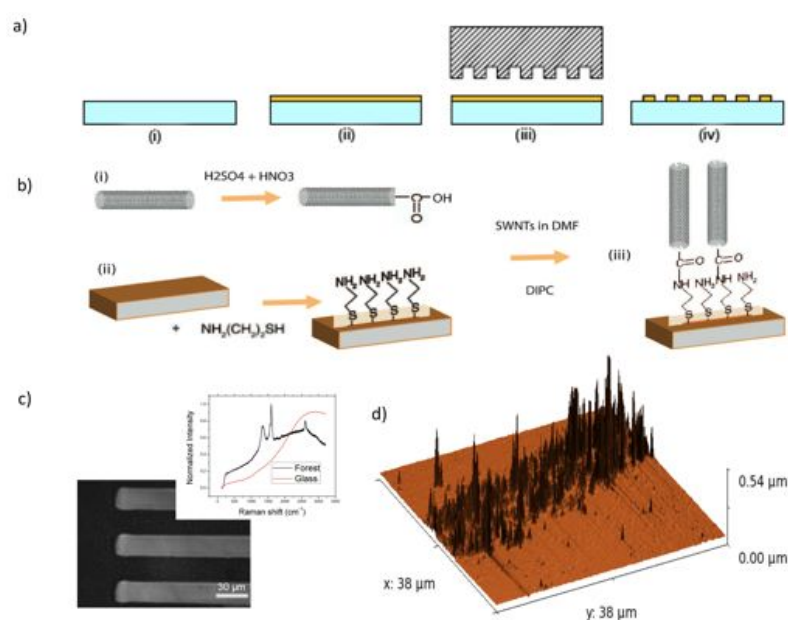 a)
(i)
(ii)
(iii)
(iv)
b)
(i)
H2SO4 + HNO3
C
OH
O
(ii)
+ NH₂(CH₂)₂SH
NH₂ NH₂ NH₂ NH₂
S S S S
SWNTs in DMF
DIPC
(iii)
C O C O
NH NH₂ NH NH₂
S S S S
c)
Normalized Intensity
Forest
Glass
Raman shift (cm⁻¹)
30 µm
d)
0.54 µm
0.00 µm
x: 38 µm
y: 38 µm